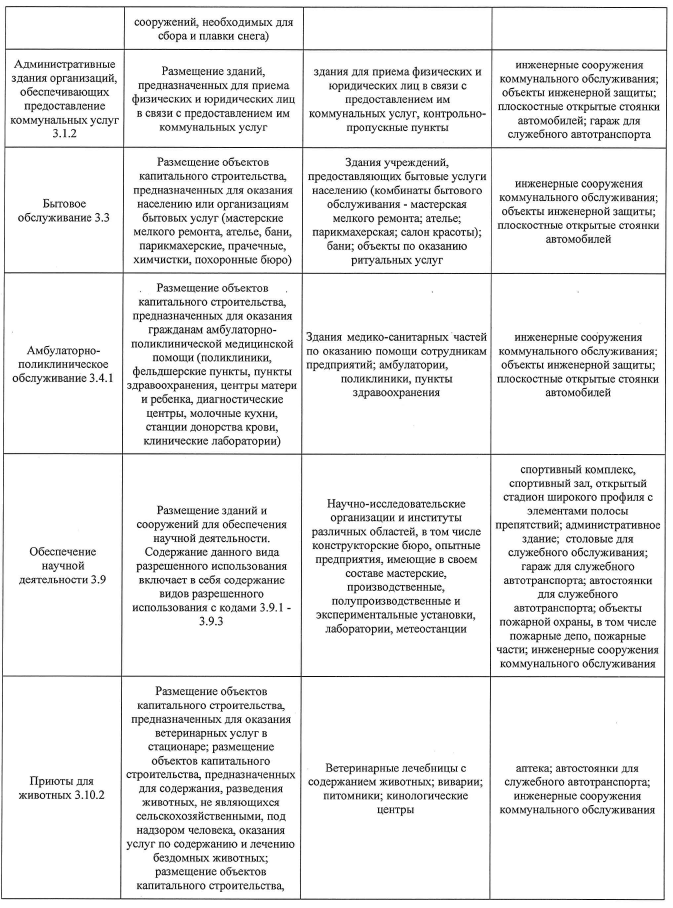 сооружений, необходимых для
сбора и плавки снега)
Административные
здания организаций,
обеспечивающих
предоставление
коммунальных услуг
3.1.2
Размещение зданий,
предназначенных для приема
физических и юридических лиц
в связи с предоставлением им
коммунальных услуг
здания для приема физических и
юридических лиц в связи с
предоставлением им
коммунальных услуг, контрольно-
пропускные пункты
инженерные сооружения
коммунального обслуживания;
объекты инженерной защиты;
плоскостные открытые стоянки
автомобилей; гараж для
служебного автотранспорта
Бытовое
обслуживание 3.3
Размещение объектов
капитального строительства,
предназначенных для оказания
населению или организациям
бытовых услуг (мастерские
мелкого ремонта, ателье, бани,
парикмахерские, прачечные,
химчистки, похоронные бюро)
Здания учреждений,
предоставляющих бытовые услуги
населению (комбинаты бытового
обслуживания - мастерская
мелкого ремонта; ателье;
парикмахерская; салон красоты);
бани; объекты по оказанию
ритуальных услуг
инженерные сооружения
коммунального обслуживания;
объекты инженерной защиты;
плоскостные открытые стоянки
автомобилей
Амбулаторно-
поликлиническое
обслуживание 3.4.1
Размещение объектов
капитального строительства,
предназначенных для оказания
гражданам амбулаторно-
поликлинической медицинской
помощи (поликлиники,
фельдшерские пункты, пункты
здравоохранения, центры матери
и ребенка, диагностические
центры, молочные кухни,
станции донорства крови,
клинические лаборатории)
Здания медико-санитарных частей
по оказанию помощи сотрудникам
предприятий; амбулатории,
поликлиники, пункты
здравоохранения
инженерные сооружения
коммунального обслуживания;
объекты инженерной защиты;
плоскостные открытые стоянки
автомобилей
Обеспечение
научной
деятельности 3.9
Размещение зданий и
сооружений для обеспечения
научной деятельности.
Содержание данного вида
разрешенного использования
включает в себя содержание
видов разрешенного
использования с кодами 3.9.1 -
3.9.3
Научно-исследовательские
организации и институты
различных областей, в том числе
конструкторские бюро, опытные
предприятия, имеющие в своем
составе мастерские,
производственные,
полупроизводственные и
экспериментальные установки,
лаборатории, метеостанции
спортивный комплекс,
спортивный зал, открытый
стадион широкого профиля с
элементами полосы
препятствий; административное
здание; столовые для
служебного обслуживания;
гараж для служебного
автотранспорта; автостоянки
для служебного
автотранспорта; объекты
пожарной охраны, в том числе
пожарные депо, пожарные
части; инженерные сооружения
коммунального обслуживания
Приюты для
животных 3.10.2
Размещение объектов
капитального строительства,
предназначенных для оказания
ветеринарных услуг в
стационаре; размещение
объектов капитального
строительства, предназначенных
для содержания, разведения
животных, не являющихся
сельскохозяйственными, под
надзором человека, оказания
услуг по содержанию и лечению
бездомных животных;
размещение объектов
капитального строительства,
Ветеринарные лечебницы с
содержанием животных; виварии;
питомники; кинологические
центры
аптека; автостоянки для
служебного автотранспорта;
инженерные сооружения
коммунального обслуживания